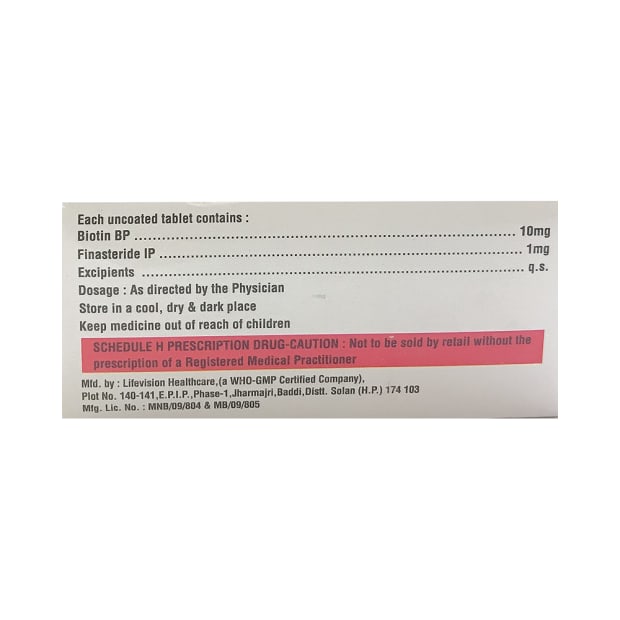 Each uncoated tablet contains :
Biotin BP ........................................................................................................ 10mg
Finasteride IP .................................................................................................... 1mg
Excipients ........................................................................................................ q.s.
Dosage : As directed by the Physician
Store in a cool, dry & dark place
Keep medicine out of reach of children
SCHEDULE H PRESCRIPTION DRUG-CAUTION : Not to be sold by retail without the
prescription of a Registered Medical Practitioner
Mfd. by : Lifevision Healthcare,(a WHO-GMP Certified Company),
Plot No. 140-141,E.P.I.P.,Phase-1,Jharmajri,Baddi,Distt. Solan (H.P.) 174 103
Mfg. Lic. No. : MNB/09/804 & MB/09/805